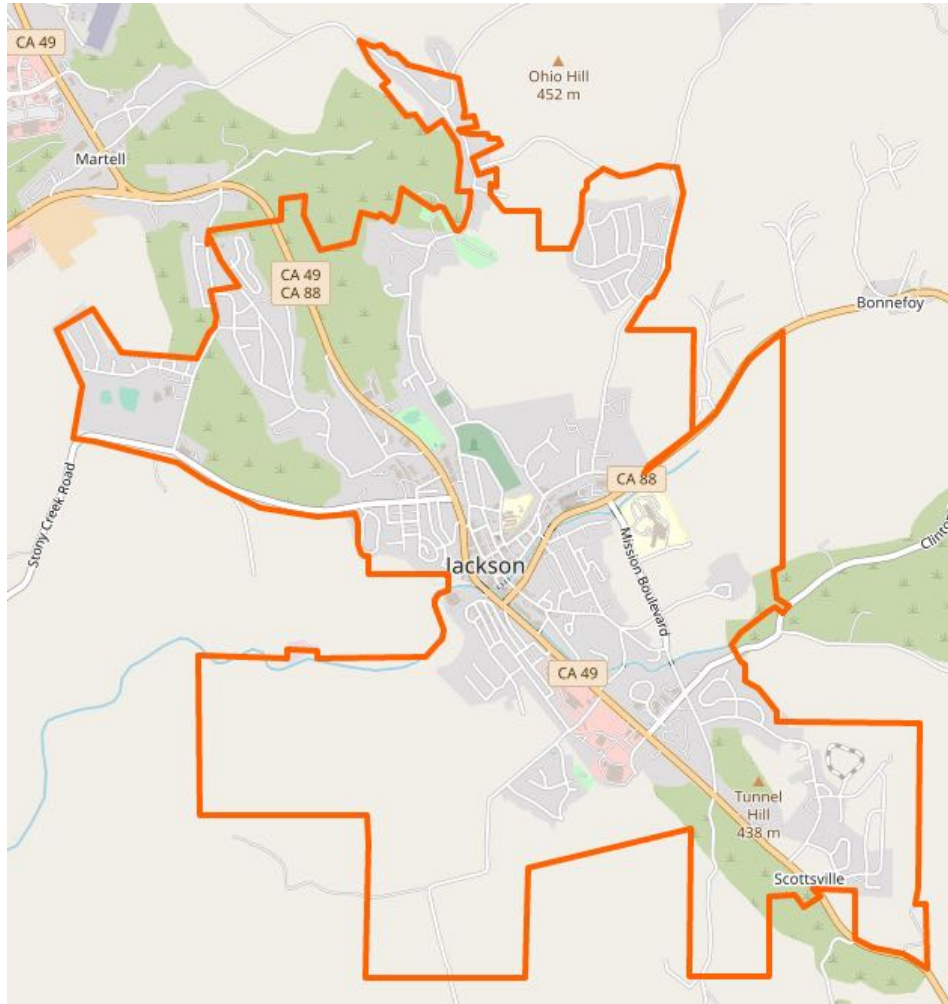 CA 49
Ohio Hill
452 m
Martell
CA 49
CA 88
Bonnefoy
Stony Creek Road
CA 88
Clinto
Mission Boulevard
Jackson
CA 49
Tunnel
Hill
438 m
Scottsville